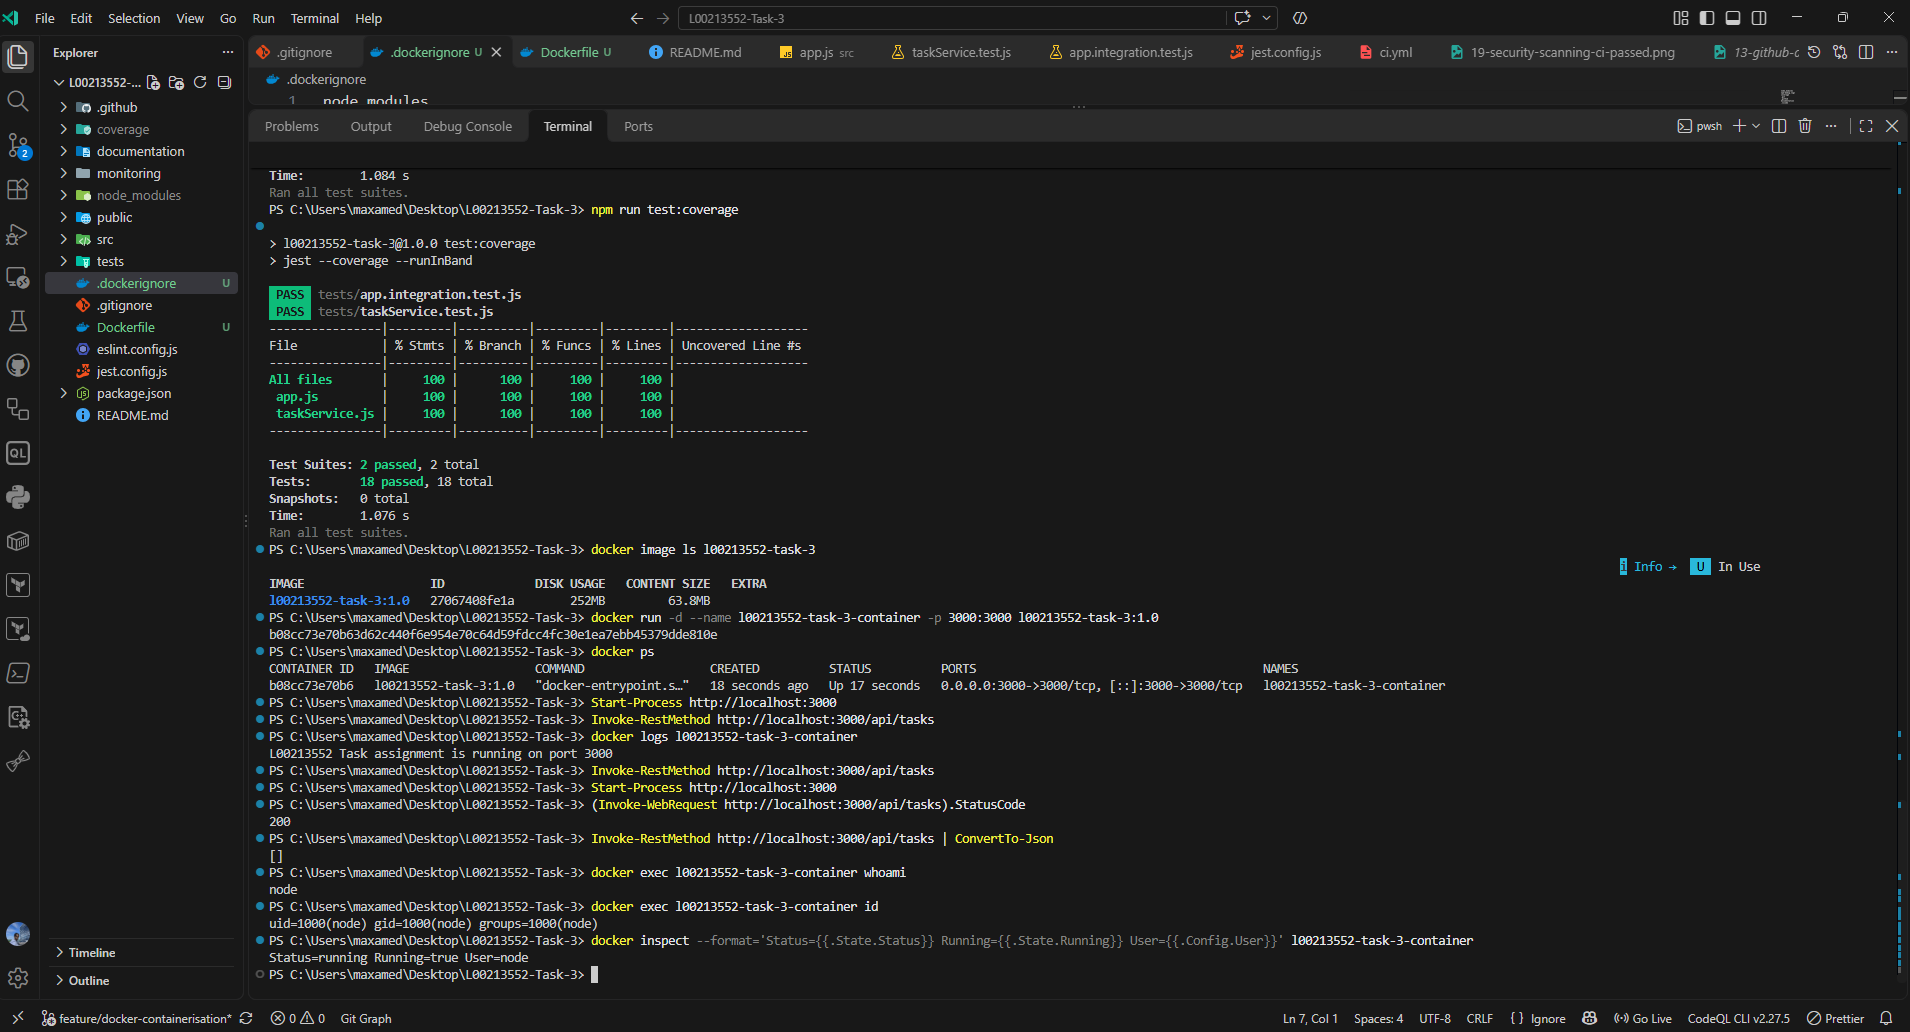 File Edit Selection View Go Run Terminal Help
L00213552-Task-3
Explorer
.gitignore
.dockerignore U
Dockerfile U
README.md
app.js src
taskService.test.js
app.integration.test.js
jest.config.js
ci.yml
19-security-scanning-ci-passed.png
13-github-c
L00213552-...
.github
coverage
documentation
monitoring
node_modules
public
src
tests
.dockerignore U
.gitignore
Dockerfile U
eslint.config.js
jest.config.js
package.json
README.md
Timeline
Outline
2
QL
.dockerignore
1 node_modules
Problems Output Debug Console Terminal Ports
pwsh
Time: 1.084 s
Ran all test suites.
PS C:\Users\maxamed\Desktop\L00213552-Task-3> npm run test:coverage
> l00213552-task-3@1.0.0 test:coverage
> jest --coverage --runInBand
PASS tests/app.integration.test.js
PASS tests/taskService.test.js
----------------|---------|----------|---------|---------|-------------------
File | % Stmts | % Branch | % Funcs | % Lines | Uncovered Line #s
----------------|---------|----------|---------|---------|-------------------
All files | 100 | 100 | 100 | 100 |
app.js | 100 | 100 | 100 | 100 |
taskService.js | 100 | 100 | 100 | 100 |
----------------|---------|----------|---------|---------|-------------------
Test Suites: 2 passed, 2 total
Tests: 18 passed, 18 total
Snapshots: 0 total
Time: 1.076 s
Ran all test suites.
PS C:\Users\maxamed\Desktop\L00213552-Task-3> docker image ls l00213552-task-3
i Info → U In Use
IMAGE ID DISK USAGE CONTENT SIZE EXTRA
l00213552-task-3:1.0 27067408fe1a 252MB 63.8MB
PS C:\Users\maxamed\Desktop\L00213552-Task-3> docker run -d --name l00213552-task-3-container -p 3000:3000 l00213552-task-3:1.0
b08cc73e70b63d62c440f6e954e70c64d59fdcc4fc30e1ea7ebb45379dde810e
PS C:\Users\maxamed\Desktop\L00213552-Task-3> docker ps
CONTAINER ID IMAGE COMMAND CREATED STATUS PORTS NAMES
b08cc73e70b6 l00213552-task-3:1.0 "docker-entrypoint.s…" 18 seconds ago Up 17 seconds 0.0.0.0:3000->3000/tcp, [::]:3000->3000/tcp l00213552-task-3-container
PS C:\Users\maxamed\Desktop\L00213552-Task-3> Start-Process http://localhost:3000
PS C:\Users\maxamed\Desktop\L00213552-Task-3> Invoke-RestMethod http://localhost:3000/api/tasks
PS C:\Users\maxamed\Desktop\L00213552-Task-3> docker logs l00213552-task-3-container
L00213552 Task assignment is running on port 3000
PS C:\Users\maxamed\Desktop\L00213552-Task-3> Invoke-RestMethod http://localhost:3000/api/tasks
PS C:\Users\maxamed\Desktop\L00213552-Task-3> Start-Process http://localhost:3000
PS C:\Users\maxamed\Desktop\L00213552-Task-3> (Invoke-WebRequest http://localhost:3000/api/tasks).StatusCode
200
PS C:\Users\maxamed\Desktop\L00213552-Task-3> Invoke-RestMethod http://localhost:3000/api/tasks | ConvertTo-Json
[]
PS C:\Users\maxamed\Desktop\L00213552-Task-3> docker exec l00213552-task-3-container whoami
node
PS C:\Users\maxamed\Desktop\L00213552-Task-3> docker exec l00213552-task-3-container id
uid=1000(node) gid=1000(node) groups=1000(node)
PS C:\Users\maxamed\Desktop\L00213552-Task-3> docker inspect --format='Status={{.State.Status}} Running={{.State.Running}} User={{.Config.User}}' l00213552-task-3-container
Status=running Running=true User=node
PS C:\Users\maxamed\Desktop\L00213552-Task-3>
feature/docker-containerisation* 0 0 Git Graph
Ln 7, Col 1 Spaces: 4 UTF-8 CRLF {} Ignore Go Live CodeQL CLI v2.27.5 Prettier